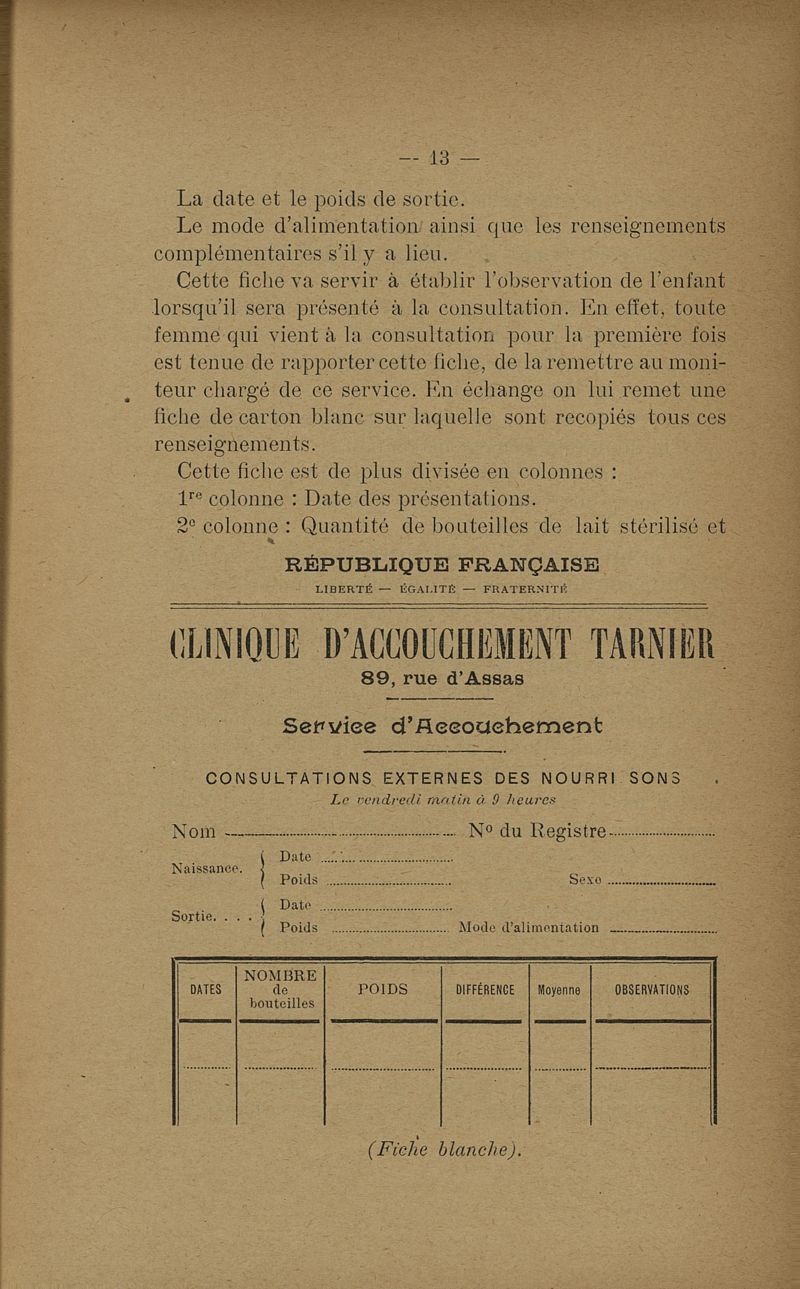 — 13 —
La date et le poids de sortie.
Le mode d'alimentation ainsi que les renseignements
complémentaires s'il y a lieu.
Cette fiche va servir à établir l'observation de l'enfant
lorsqu'il sera présenté à la consultation. En effet, toute
femme qui vient à la consultation pour la première fois
est tenue de rapporter cette fiche, de la remettre au moni-
teur chargé de ce service. En échange on lui remet une
fiche de carton blanc sur laquelle sont recopiés tous ces
renseignements.
Cette fiche est de plus divisée en colonnes :
1re colonne : Date des présentations.
2e colonne : Quantité de bouteilles de lait stérilisé et
RÉPUBLIQUE FRANÇAISE
LIBERTÉ — ÉGALITÉ — FRATERNITÉ
CLINIQUE D'ACCOUCHEMENT TARNIER
89, rue d'Assas
Service d'Accouchement
CONSULTATIONS EXTERNES DES NOURRI SONS
Le vendredi matin à 9 heures
Nom ........ No du Registre ........
Naissance. { Date ........
Poids ........ Sexe ........
Sortie. . . . { Date ........
Poids ........ Mode d'alimentation ........
DATES NOMBRE de bouteilles POIDS DIFFÉRENCE Moyenne OBSERVATIONS
(Fiche blanche).